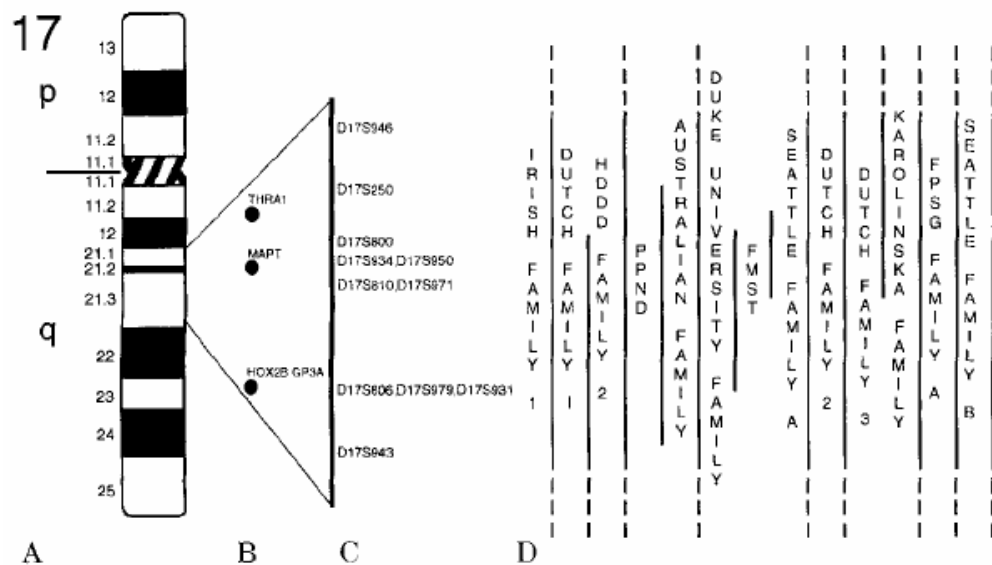 17
p
q
13
12
11.2
11.1
11.1
11.2
12
21.1
21.2
21.3
22
23
24
25
THRA1
MAPT
HOX2B GP3A
D17S946
D17S250
D17S800
D17S934,D17S950
D17S810,D17S971
D17S806,D17S979,D17S931
D17S943
IRISH FAMILY 1
DUTCH FAMILY I
HDDD FAMILY 2
PPND
AUSTRALIAN FAMILY
DUKE UNIVERSITY FAMILY
FMST
SEATTLE FAMILY A
DUTCH FAMILY 2
DUTCH FAMILY 3
KAROLINSKA FAMILY
FPSG FAMILY A
SEATTLE FAMILY B
A
B
C
D